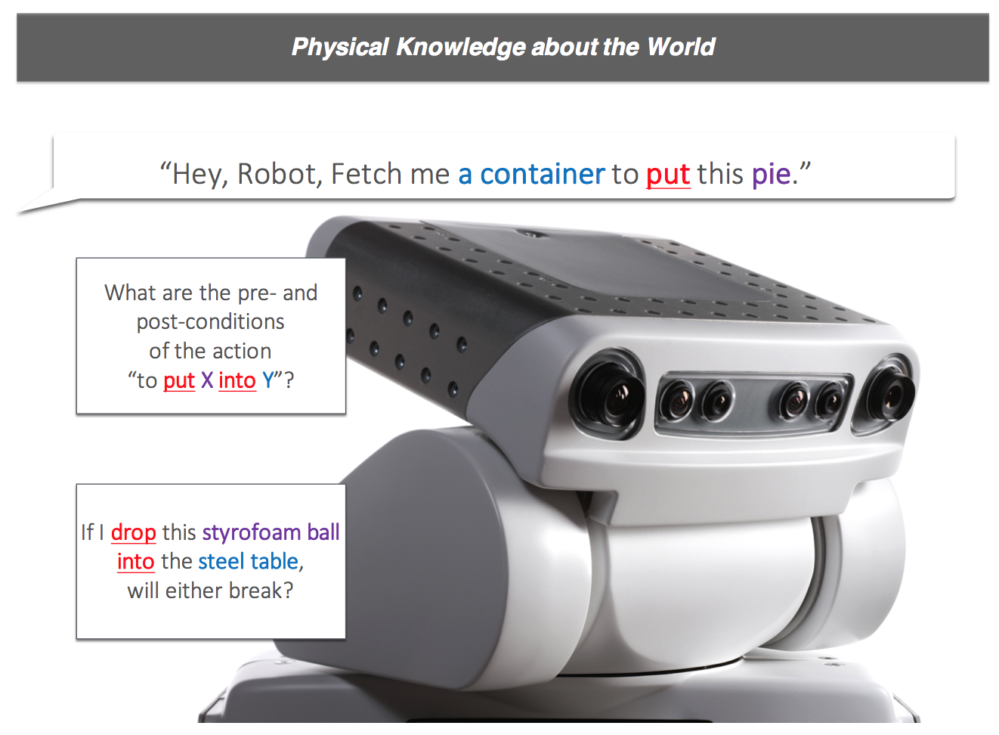 Physical Knowledge about the World
“Hey, Robot, Fetch me a container to put this pie.”
What are the pre- and
post-conditions
of the action
“to put X into Y”?
If I drop this styrofoam ball
into the steel table,
will either break?